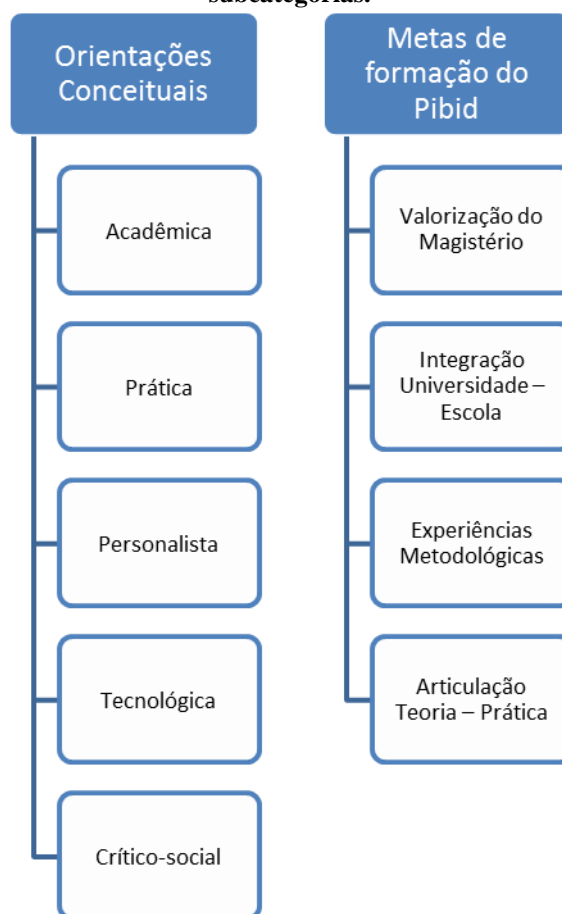 subcategorias.
Orientações
Conceituais
Acadêmica
Prática
Personalista
Tecnológica
Crítico-social
Metas de
formação do
Pibid
Valorização do
Magistério
Integração
Universidade –
Escola
Experiências
Metodológicas
Articulação
Teoria – Prática